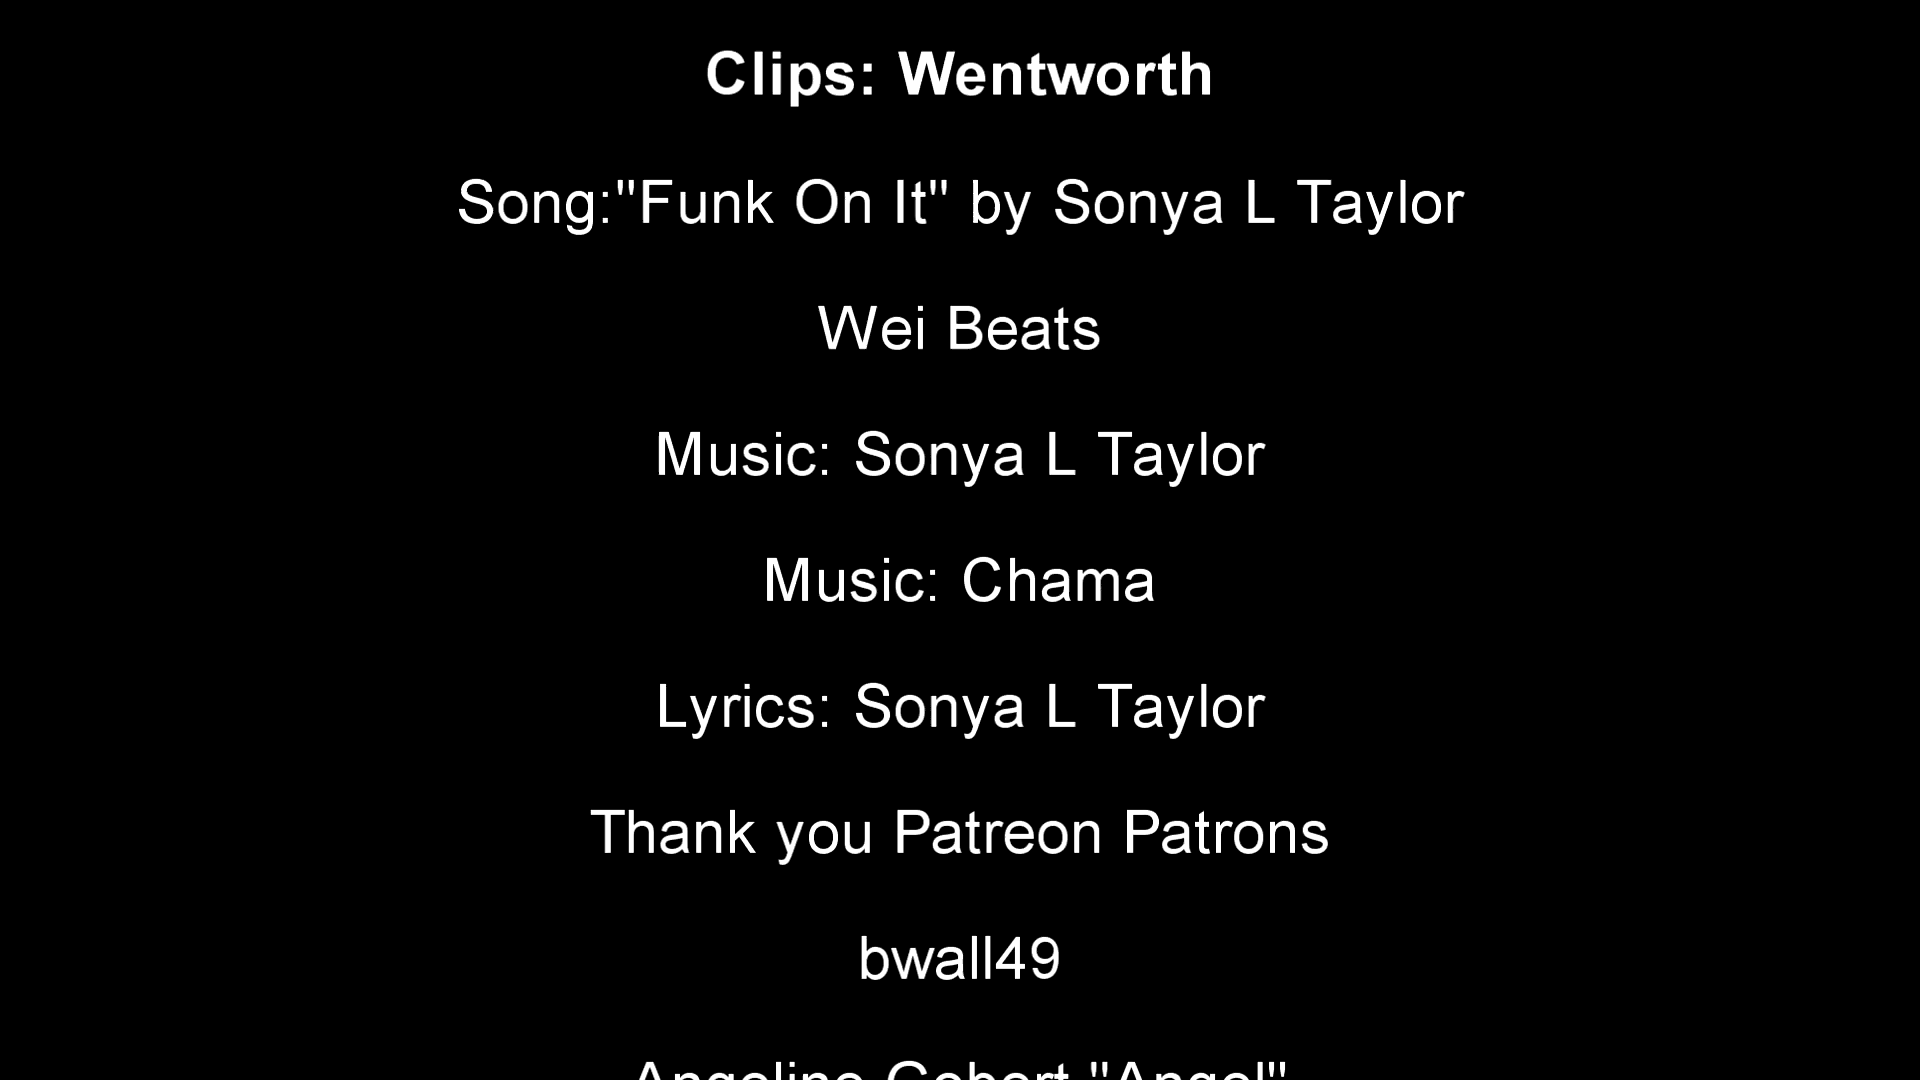 Clips: Wentworth
Song:"Funk On It" by Sonya L Taylor
Wei Beats
Music: Sonya L Taylor
Music: Chama
Lyrics: Sonya L Taylor
Thank you Patreon Patrons
bwall49
"Angel"